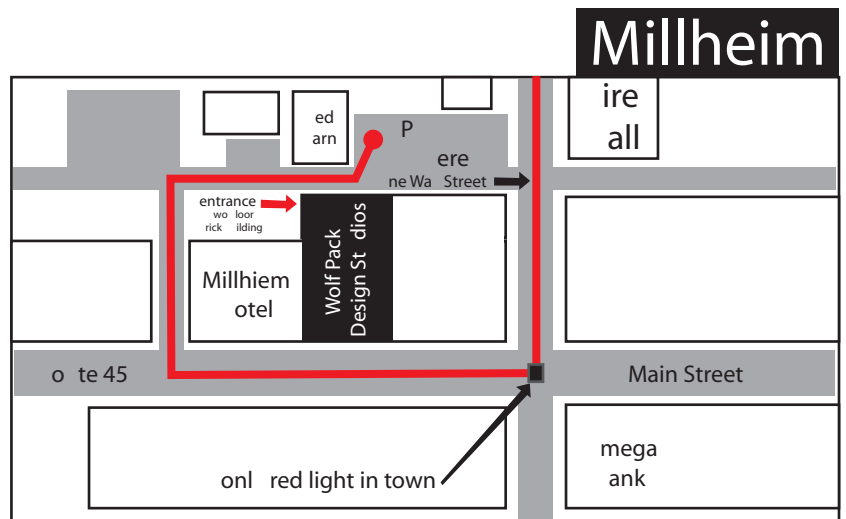 Millheim
ire
all
ed
arn
P
ere
ne Wa Street
entrance
wo loor
rick ilding
Wolf Pack
Design St dios
Millhiem
otel
o te 45
Main Street
onl red light in town
mega
ank